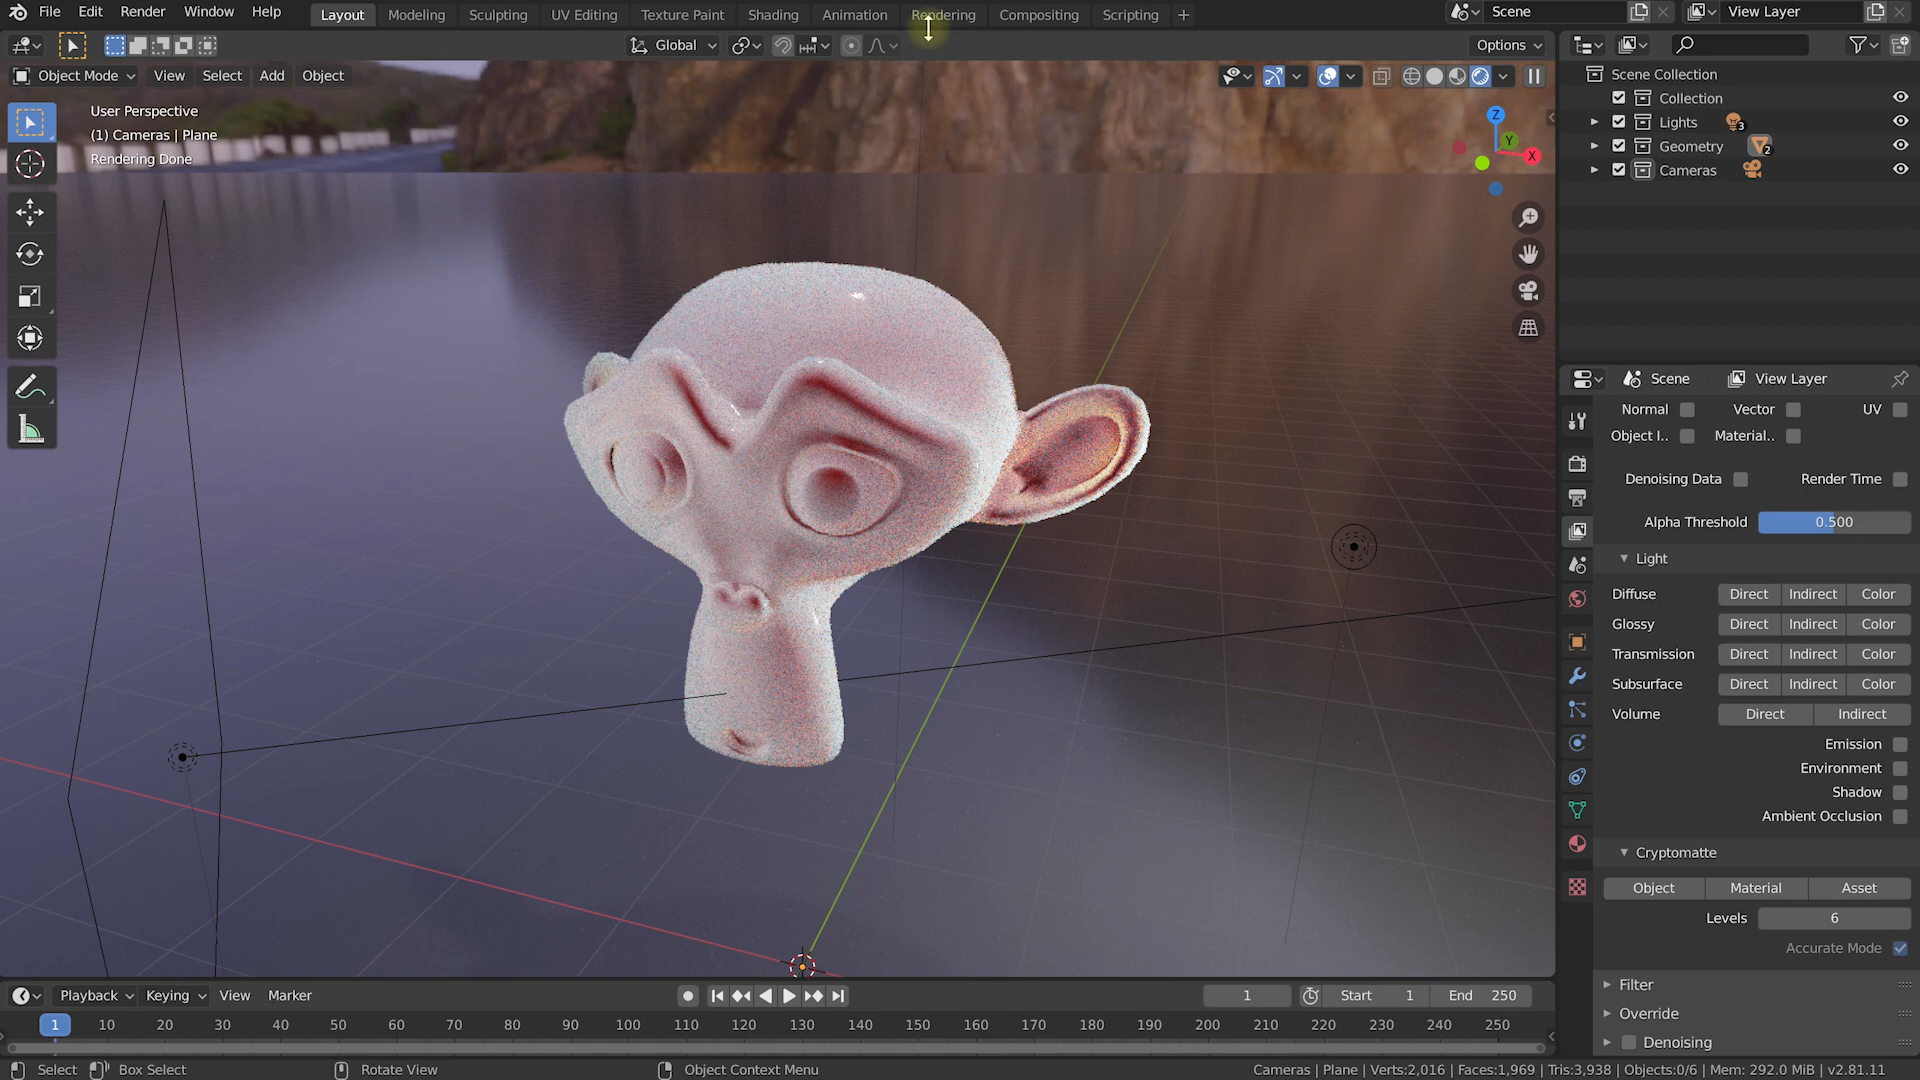 File Edit Render Window Help Layout Modeling Sculpting UV Editing Texture Paint Shading Animation Rendering Compositing Scripting + Scene View Layer
Global Options
Object Mode View Select Add Object
Scene Collection
Collection
Lights 3
Geometry 2
Cameras
User Perspective
(1) Cameras | Plane
Rendering Done
Z
Y
X
Scene View Layer
Normal Vector UV
Object I.. Material..
Denoising Data Render Time
Alpha Threshold 0.500
Light
Diffuse Direct Indirect Color
Glossy Direct Indirect Color
Transmission Direct Indirect Color
Subsurface Direct Indirect Color
Volume Direct Indirect
Emission
Environment
Shadow
Ambient Occlusion
Cryptomatte
Object Material Asset
Levels 6
Accurate Mode
Filter
Override
Denoising
Playback Keying View Marker 1 Start 1 End 250
1 10 20 30 40 50 60 70 80 90 100 110 120 130 140 150 160 170 180 190 200 210 220 230 240 250
Select Box Select Rotate View Object Context Menu Cameras | Plane | Verts:2,016 | Faces:1,969 | Tris:3,938 | Objects:0/6 | Mem: 292.0 MiB | v2.81.11